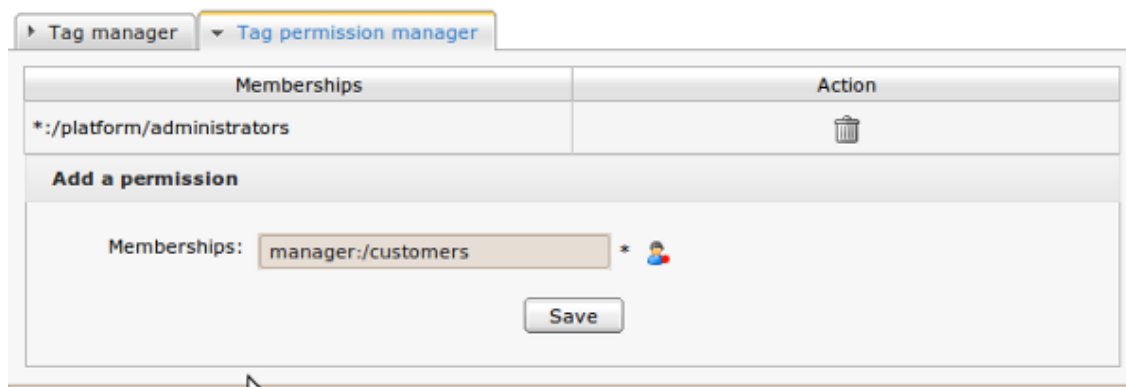 Tag manager Tag permission manager
Memberships Action
*:/platform/administrators
Add a permission
Memberships: manager:/customers *
Save